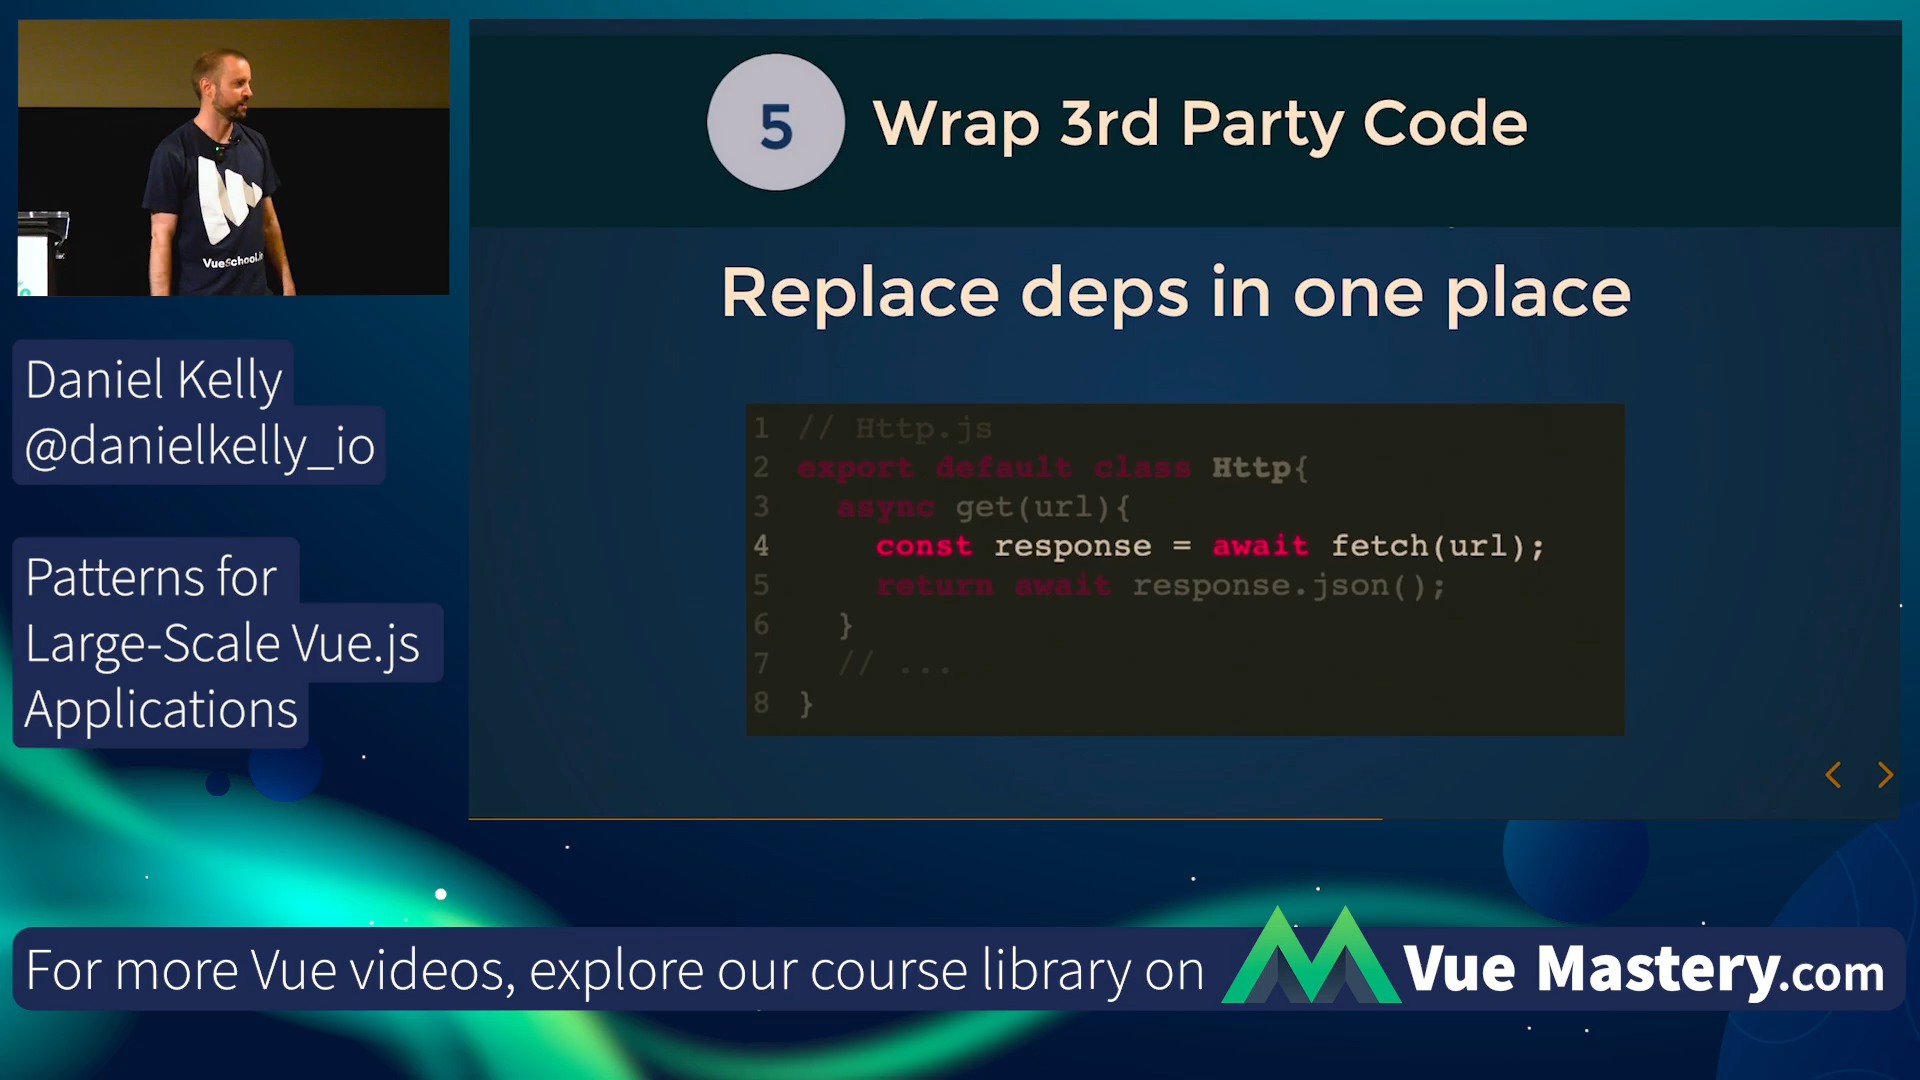 VueSchool.i
Daniel Kelly
@danielkelly_io
Patterns for
Large-Scale Vue.js
Applications
5 Wrap 3rd Party Code
Replace deps in one place
1 // Http.js
2 export default class Http{
3   async get(url){
4     const response = await fetch(url);
5     return await response.json();
6   }
7   // ...
8 }
For more Vue videos, explore our course library on Vue Mastery.com